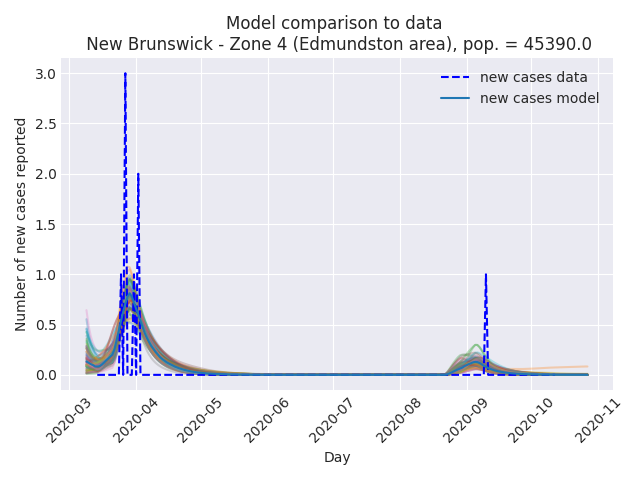 Model comparison to data
New Brunswick - Zone 4 (Edmundston area), pop. = 45390.0
new cases data
new cases model
Number of new cases reported
3.0
2.5
2.0
1.5
1.0
0.5
0.0
2020-03
2020-04
2020-05
2020-06
2020-07
2020-08
2020-09
2020-10
2020-11
Day